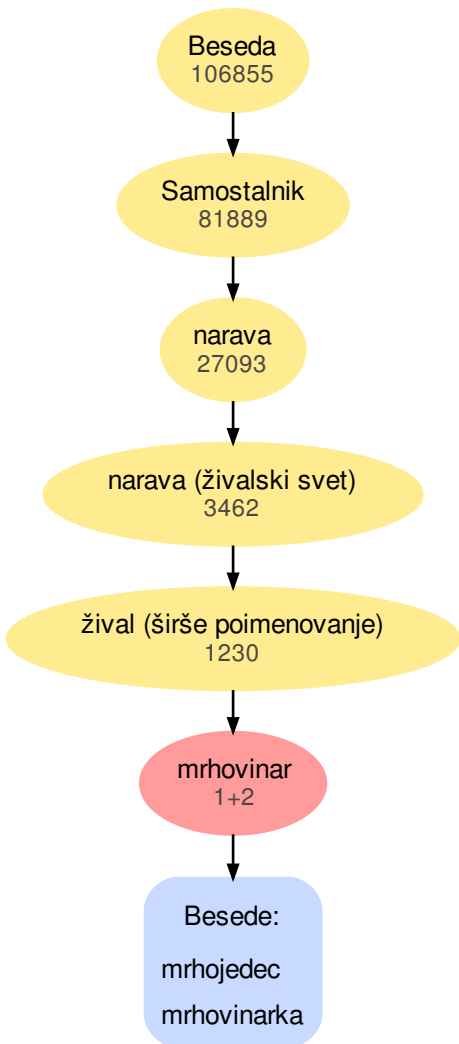 Beseda
106855
Samostalnik
81889
narava
27093
narava (živalski svet)
3462
žival (širše poimenovanje)
1230
mrhovinar
1+2
Besede:
mrhojedec
mrhovinarka